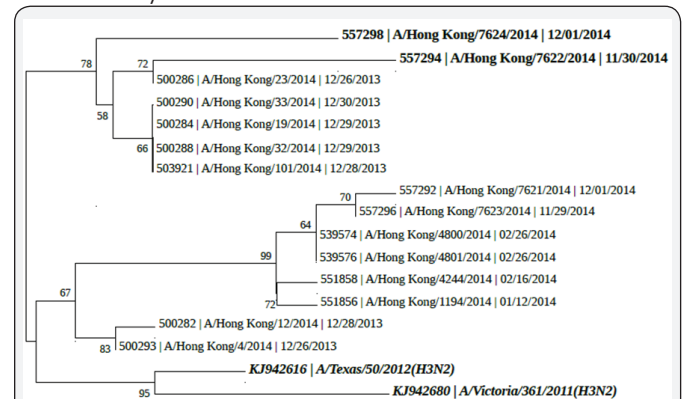 557298 | A/Hong Kong/7624/2014 | 12/01/2014
78
72
557294 | A/Hong Kong/7622/2014 | 11/30/2014
500286 | A/Hong Kong/23/2014 | 12/26/2013
500290 | A/Hong Kong/33/2014 | 12/30/2013
58
500284 | A/Hong Kong/19/2014 | 12/29/2013
66
500288 | A/Hong Kong/32/2014 | 12/29/2013
503921 | A/Hong Kong/101/2014 | 12/28/2013
70
557292 | A/Hong Kong/7621/2014 | 12/01/2014
557296 | A/Hong Kong/7623/2014 | 11/29/2014
64
539574 | A/Hong Kong/4800/2014 | 02/26/2014
99
539576 | A/Hong Kong/4801/2014 | 02/26/2014
551858 | A/Hong Kong/4244/2014 | 02/16/2014
67
72
551856 | A/Hong Kong/1194/2014 | 01/12/2014
500282 | A/Hong Kong/12/2014 | 12/28/2013
83
500293 | A/Hong Kong/4/2014 | 12/26/2013
KJ942616 | A/Texas/50/2012(H3N2)
95
KJ942680 | A/Victoria/361/2011(H3N2)